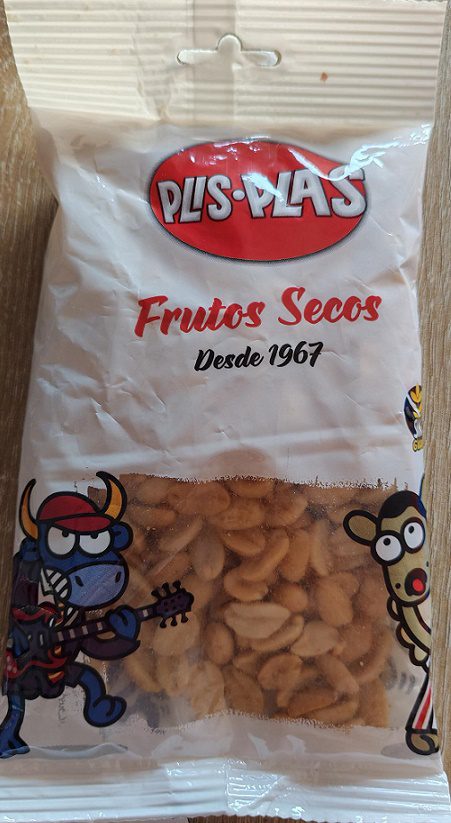 PLIS-PLAS
Frutos Secos
Desde 1967